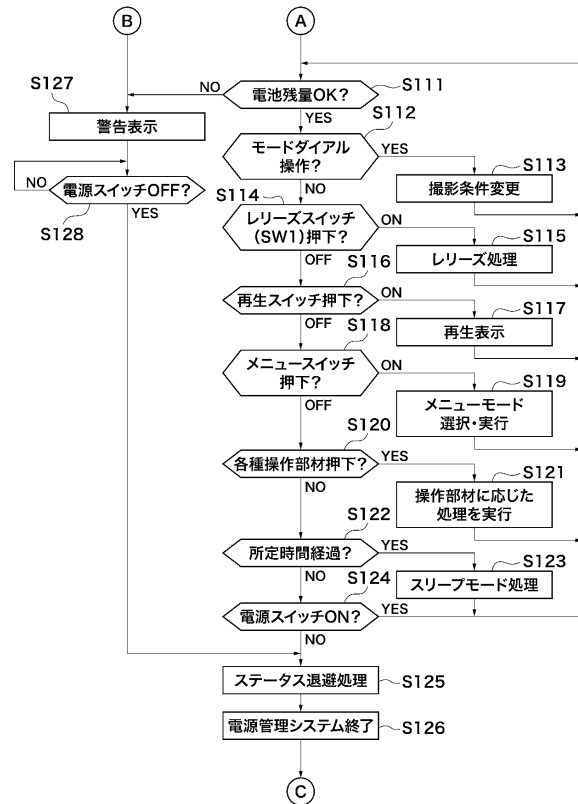 B
A
S127
NO
電池残量OK?
S111
YES
S112
警告表示
モードダイアル
操作?
YES
S113
NO
電源スイッチOFF?
NO
撮影条件変更
S114
YES
S128
レリーズスイッチ
(SW1)押下?
ON
S115
OFF
レリーズ処理
S116
再生スイッチ押下?
ON
S117
OFF
再生表示
S118
メニュースイッチ
押下?
ON
S119
OFF
メニューモード
選択・実行
S120
各種操作部材押下?
YES
S121
NO
操作部材に応じた
処理を実行
S122
所定時間経過?
YES
S123
NO
スリープモード処理
S124
電源スイッチON?
YES
NO
ステータス退避処理
S125
電源管理システム終了
S126
C